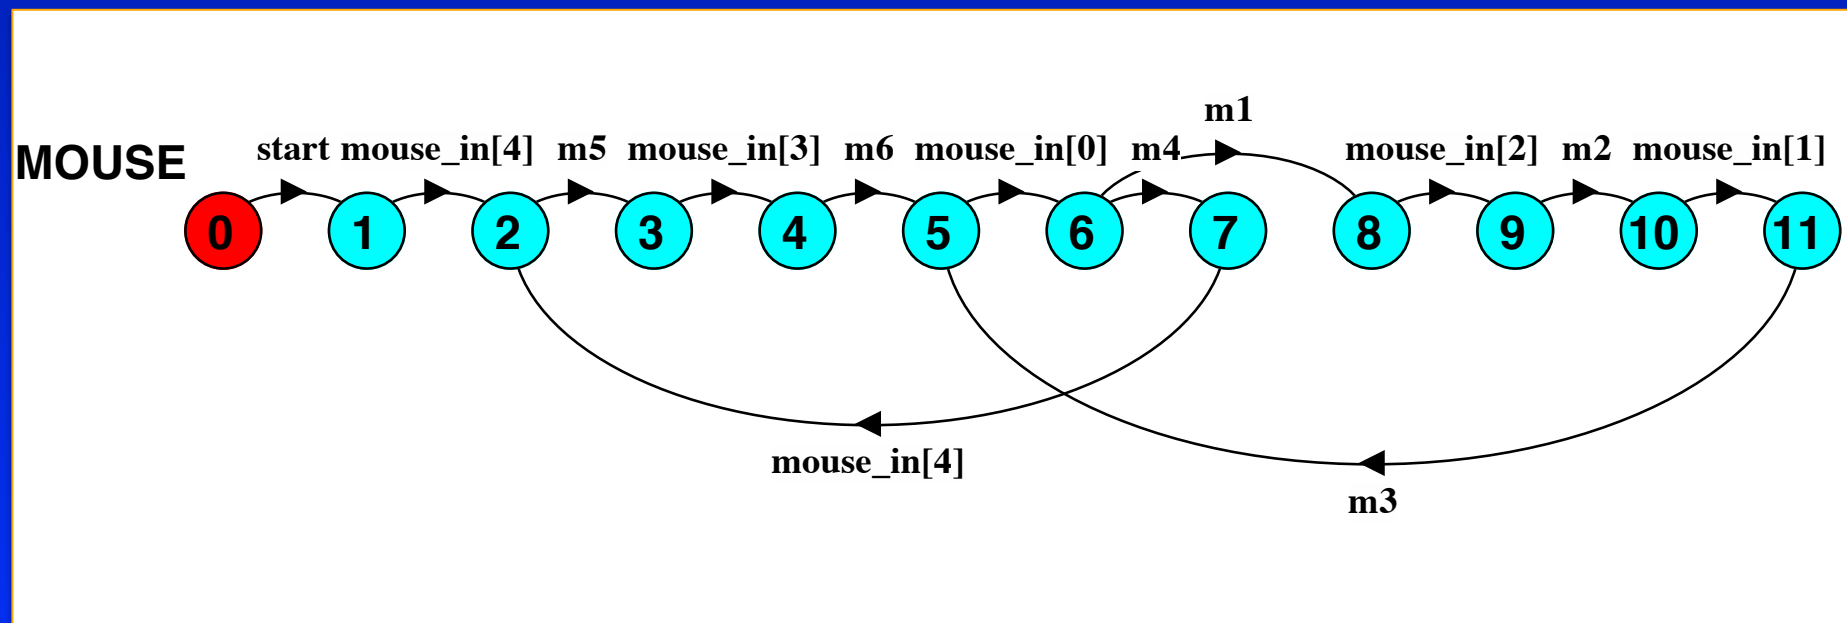 m1
MOUSE start mouse_in[4] m5 mouse_in[3] m6 mouse_in[0] m4 mouse_in[2] m2 mouse_in[1]
0 1 2 3 4 5 6 7 8 9 10 11
mouse_in[4]
m3